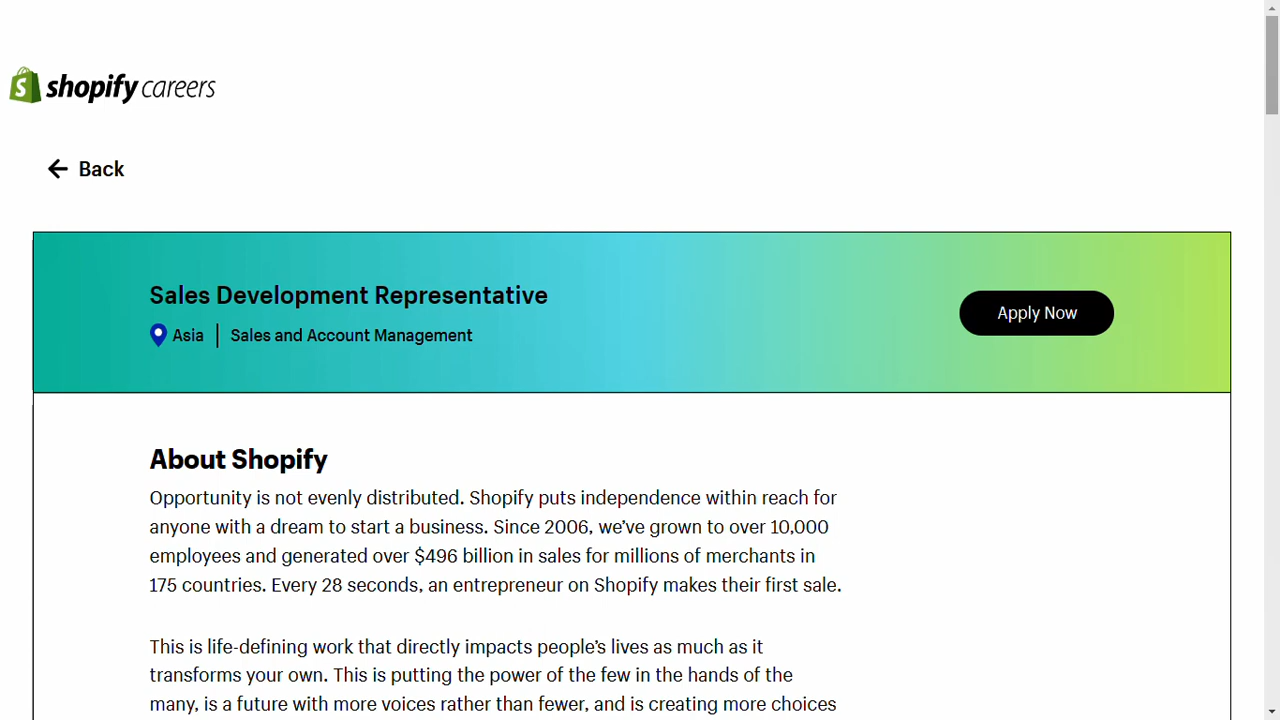 shopify careers
Back
Sales Development Representative
Asia | Sales and Account Management
Apply Now
About Shopify
Opportunity is not evenly distributed. Shopify puts independence within reach for
anyone with a dream to start a business. Since 2006, we’ve grown to over 10,000
employees and generated over $496 billion in sales for millions of merchants in
175 countries. Every 28 seconds, an entrepreneur on Shopify makes their first sale.
This is life-defining work that directly impacts people’s lives as much as it
transforms your own. This is putting the power of the few in the hands of the
many, is a future with more voices rather than fewer, and is creating more choices